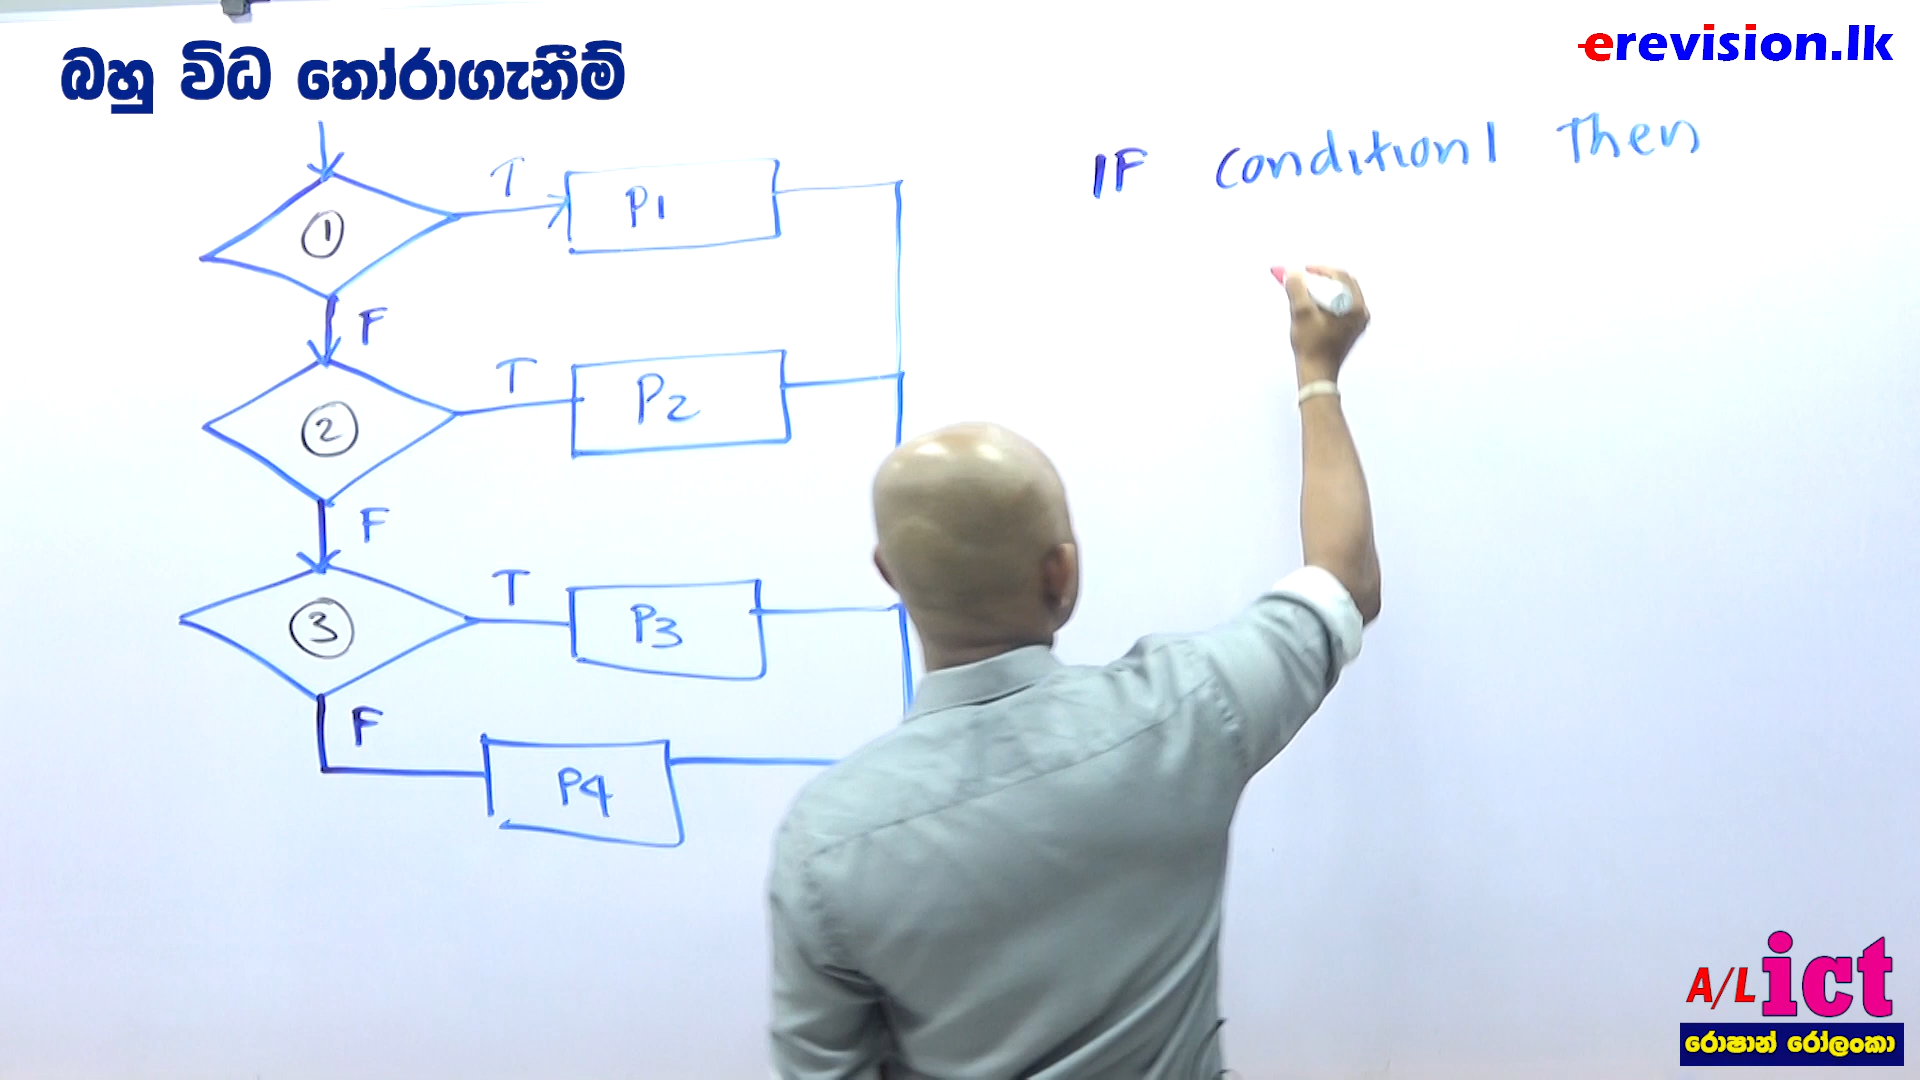 බහු විධ තෝරාගැනීම්
erevision.lk
IF Condition1 Then
T
P1
1
F
T
P2
2
F
T
P3
3
F
P4
A/L ict
රොෂාන් රෝලංකා